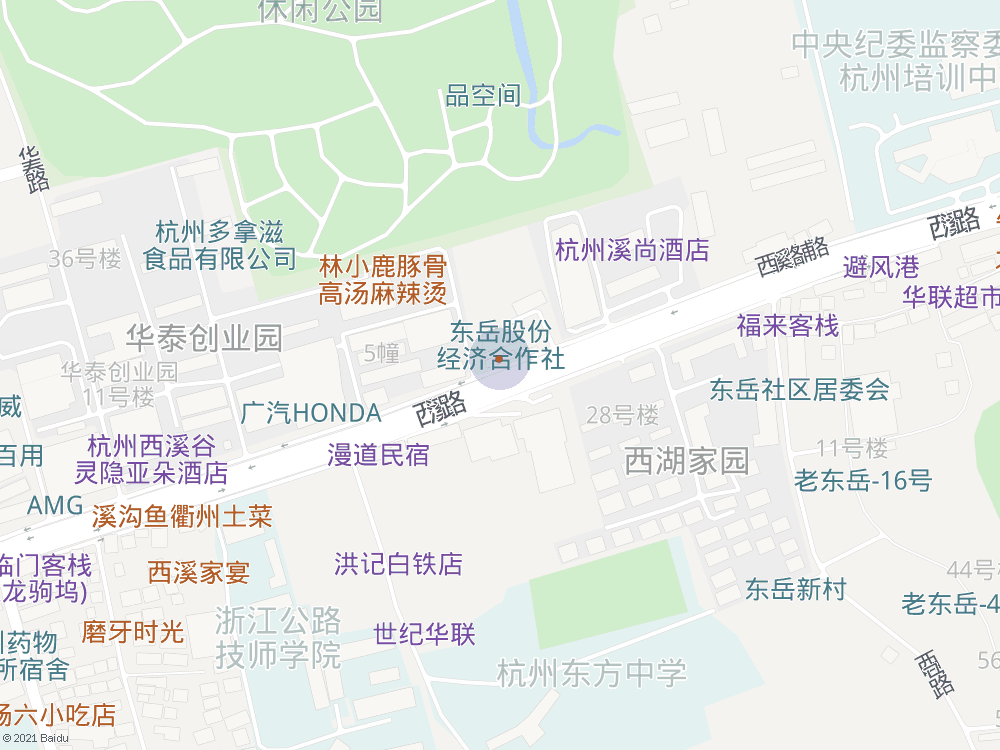 休闲公园
中央纪委监察委
杭州培训中
品空间
华泰路
杭州多拿滋
食品有限公司
36号楼
林小鹿豚骨
高汤麻辣烫
杭州溪尚酒店
西溪路辅路
西溪路
避风港
华联超市
福来客栈
华泰创业园
5幢
东岳股份
经济合作社
华泰创业园
11号楼
东岳社区居委会
威
广汽HONDA
西溪路
28号楼
百用
杭州西溪谷
灵隐亚朵酒店
漫道民宿
西湖家园
11号楼
老东岳-16号
AMG
溪沟鱼衢州土菜
临门客栈
龙驹坞)
西溪家宴
洪记白铁店
44号
东岳新村
老东岳-4
药物
所宿舍
磨牙时光
浙江公路
技师学院
世纪华联
杭州东方中学
56
杨六小吃店
© 2021 Baidu